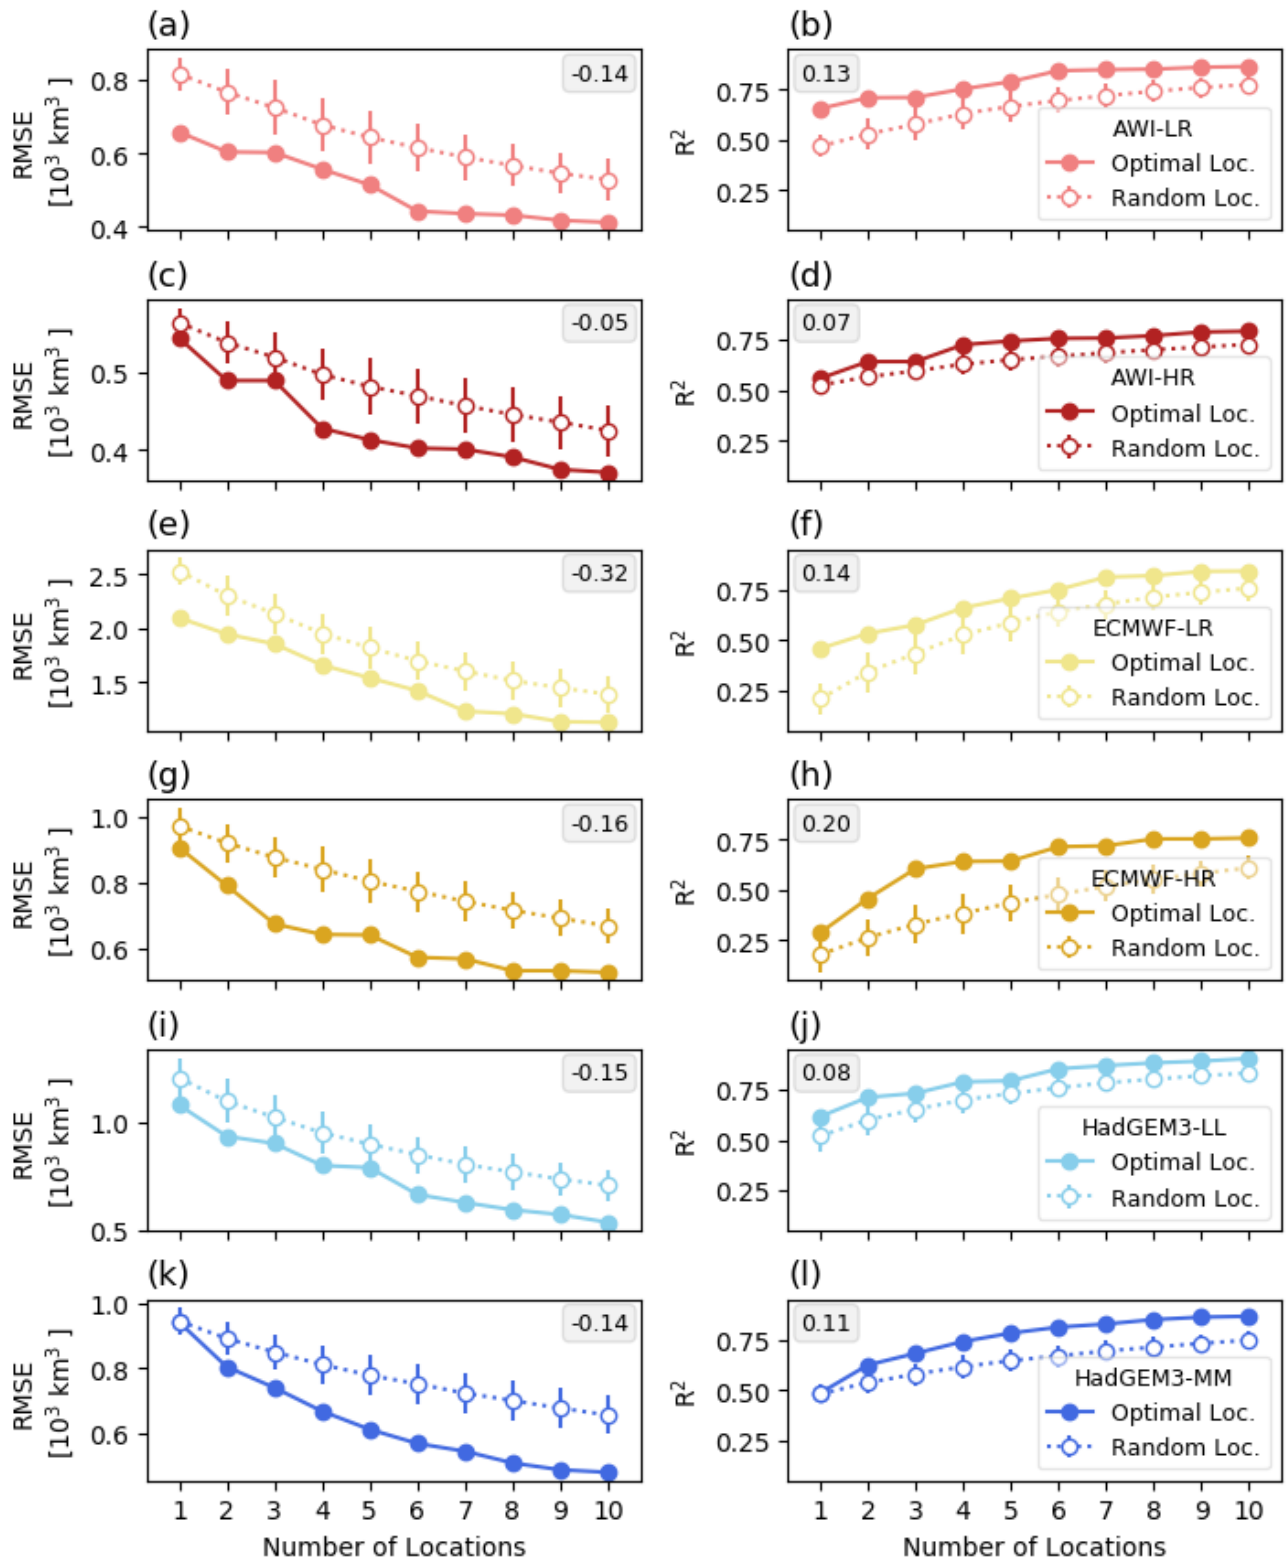 (a)
RMSE
[10³ km³ ]
0.8
0.6
0.4
-0.14
(b)
R²
0.75
0.50
0.25
0.13
AWI-LR
Optimal Loc.
Random Loc.
(c)
RMSE
[10³ km³ ]
0.5
0.4
-0.05
(d)
R²
0.75
0.50
0.25
0.07
AWI-HR
Optimal Loc.
Random Loc.
(e)
RMSE
[10³ km³ ]
2.5
2.0
1.5
-0.32
(f)
R²
0.75
0.50
0.25
0.14
ECMWF-LR
Optimal Loc.
Random Loc.
(g)
RMSE
[10³ km³ ]
1.0
0.8
0.6
-0.16
(h)
R²
0.75
0.50
0.25
0.20
ECMWF-HR
Optimal Loc.
Random Loc.
(i)
RMSE
[10³ km³ ]
1.0
0.5
-0.15
(j)
R²
0.75
0.50
0.25
0.08
HadGEM3-LL
Optimal Loc.
Random Loc.
(k)
RMSE
[10³ km³ ]
1.0
0.8
0.6
-0.14
1 2 3 4 5 6 7 8 9 10
Number of Locations
(l)
R²
0.75
0.50
0.25
0.11
HadGEM3-MM
Optimal Loc.
Random Loc.
1 2 3 4 5 6 7 8 9 10
Number of Locations